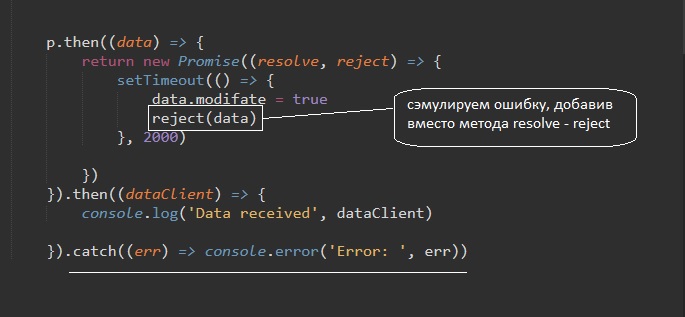 p.then((data) => {
return new Promise((resolve, reject) => {
setTimeout(() => {
data.modifate = true
reject(data)
}, 2000)
сэмулируем ошибку, добавив
вместо метода resolve - reject
})
}).then((dataClient) => {
console.log('Data received', dataClient)
}).catch((err) => console.error('Error: ', err))